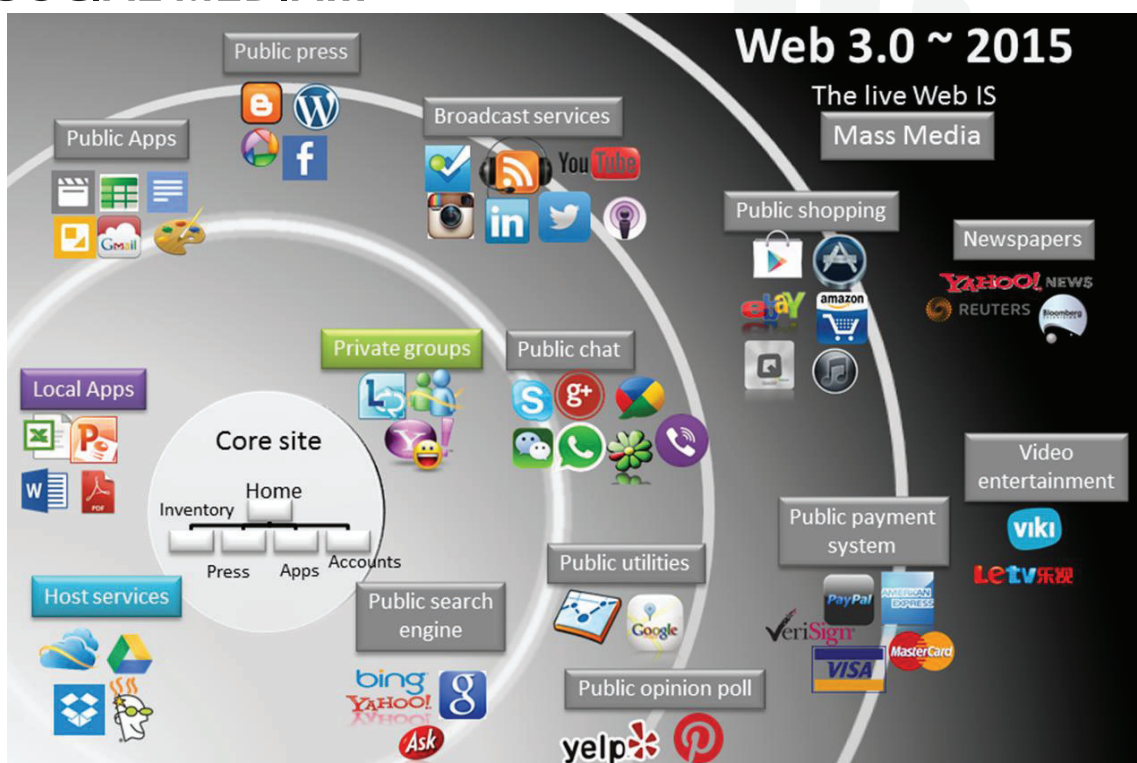 Web 3.0 ~ 2015
The live Web IS
Mass Media
Public press
Public Apps
Gmail
Broadcast services
You Tube
in
Public shopping
ebay
amazon
Newspapers
YAHOO! NEWS
REUTERS
Bloomberg
Private groups
Public chat
g+
Local Apps
PDF
Core site
Home
Inventory
Press
Apps
Accounts
Video
entertainment
viki
Letv乐视
Public payment
system
PayPal
AMERICAN
EXPRESS
VeriSign
VISA
MasterCard
Public utilities
Google
Host services
Public search
engine
bing
YAHOO!
Ask
Public opinion poll
yelp